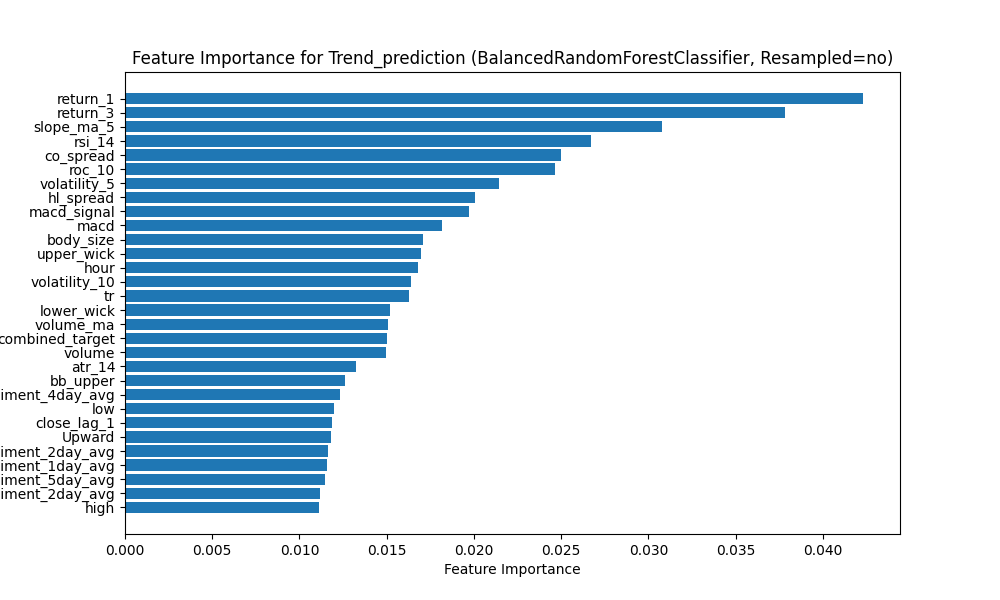 Feature Importance for Trend_prediction (BalancedRandomForestClassifier, Resampled=no)
return_1
return_3
slope_ma_5
rsi_14
co_spread
roc_10
volatility_5
hl_spread
macd_signal
macd
body_size
upper_wick
hour
volatility_10
tr
lower_wick
volume_ma
combined_target
volume
atr_14
bb_upper
iment_4day_avg
low
close_lag_1
Upward
iment_2day_avg
iment_1day_avg
iment_5day_avg
iment_2day_avg
high
0.000 0.005 0.010 0.015 0.020 0.025 0.030 0.035 0.040
Feature Importance